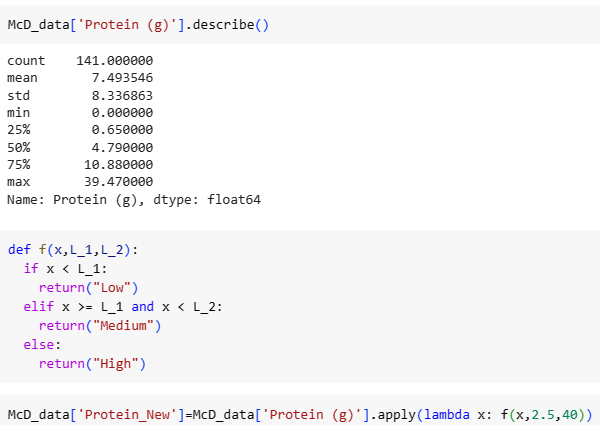 McD_data['Protein (g)'].describe()
count    141.000000
mean       7.493546
std        8.336863
min        0.000000
25%        0.650000
50%        4.790000
75%       10.880000
max       39.470000
Name: Protein (g), dtype: float64
def f(x,L_1,L_2):
  if x < L_1:
    return("Low")
  elif x >= L_1 and x < L_2:
    return("Medium")
  else:
    return("High")
McD_data['Protein_New']=McD_data['Protein (g)'].apply(lambda x: f(x,2.5,40))